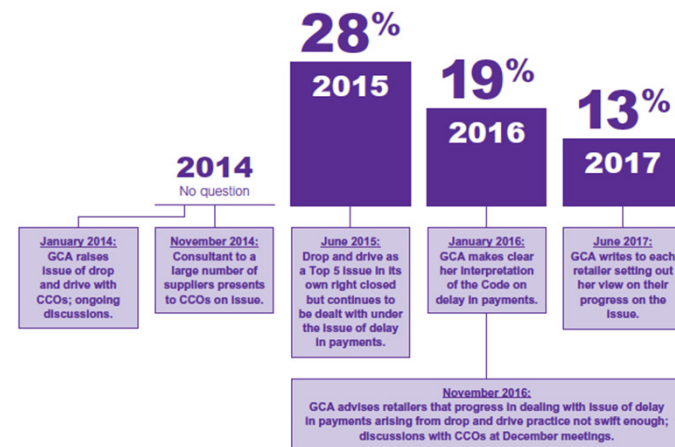 28%
2015
19%
2016
13%
2017
2014
No question
January 2014:
GCA raises
issue of drop
and drive with
CCOs; ongoing
discussions.
November 2014:
Consultant to a
large number of
suppliers presents
to CCOs on issue.
June 2015:
Drop and drive as
a Top 5 issue in its
own right closed
but continues to
be dealt with under
the issue of delay
in payments.
January 2016:
GCA makes clear
her interpretation
of the Code on
delay in payments.
June 2017:
GCA writes to each
retailer setting out
her view on their
progress on the
issue.
November 2016:
GCA advises retailers that progress in dealing with issue of delay
in payments arising from drop and drive practice not swift enough;
discussions with CCOs at December meetings.